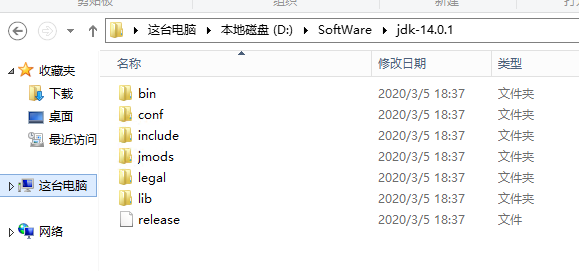 剪贴板 组织 新建
这台电脑 本地磁盘 (D:) SoftWare jdk-14.0.1
名称 修改日期 类型
收藏夹
下载
桌面
最近访问
这台电脑
网络
bin 2020/3/5 18:37 文件夹
conf 2020/3/5 18:37 文件夹
include 2020/3/5 18:37 文件夹
jmods 2020/3/5 18:37 文件夹
legal 2020/3/5 18:37 文件夹
lib 2020/3/5 18:37 文件夹
release 2020/3/5 18:37 文件